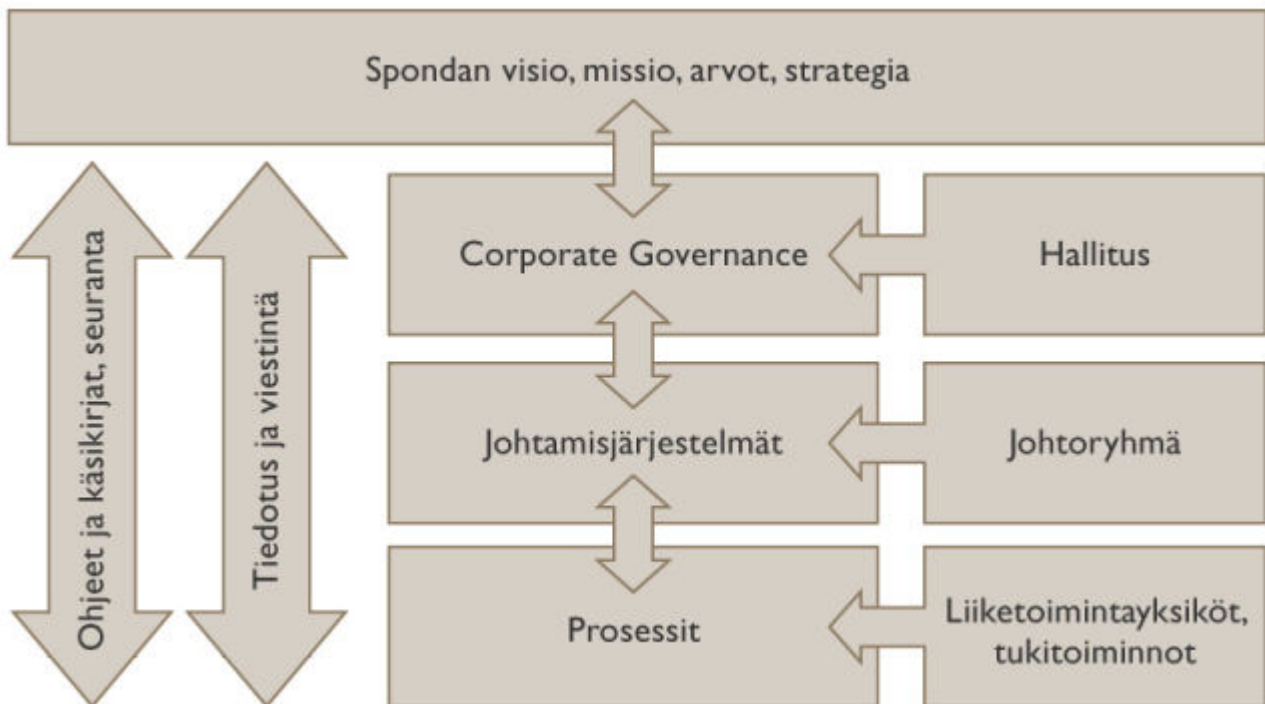 Spondan visio, missio, arvot, strategia
Ohjeet ja käsikirjat, seuranta
Tiedotus ja viestintä
Corporate Governance
Hallitus
Johtamisjärjestelmät
Johtoryhmä
Prosessit
Liiketoimintayksiköt,
tukitoiminnot